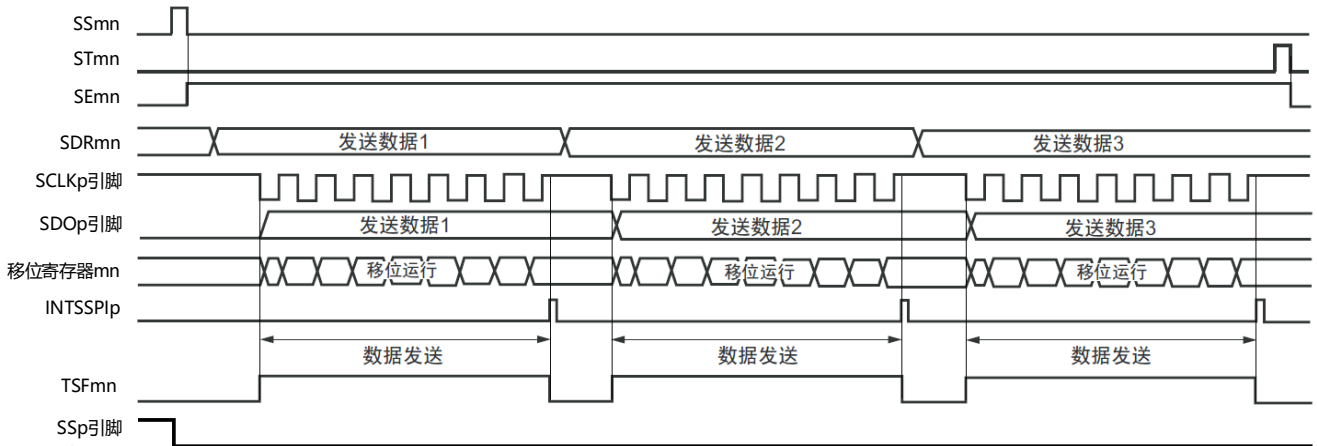 SSmn
STmn
SEmn
SDRmn 发送数据1 发送数据2 发送数据3
SCLKp引脚
SDOp引脚 发送数据1 发送数据2 发送数据3
移位寄存器mn 移位运行 移位运行 移位运行
INTSSPIp
数据发送 数据发送 数据发送
TSFmn
SSp引脚